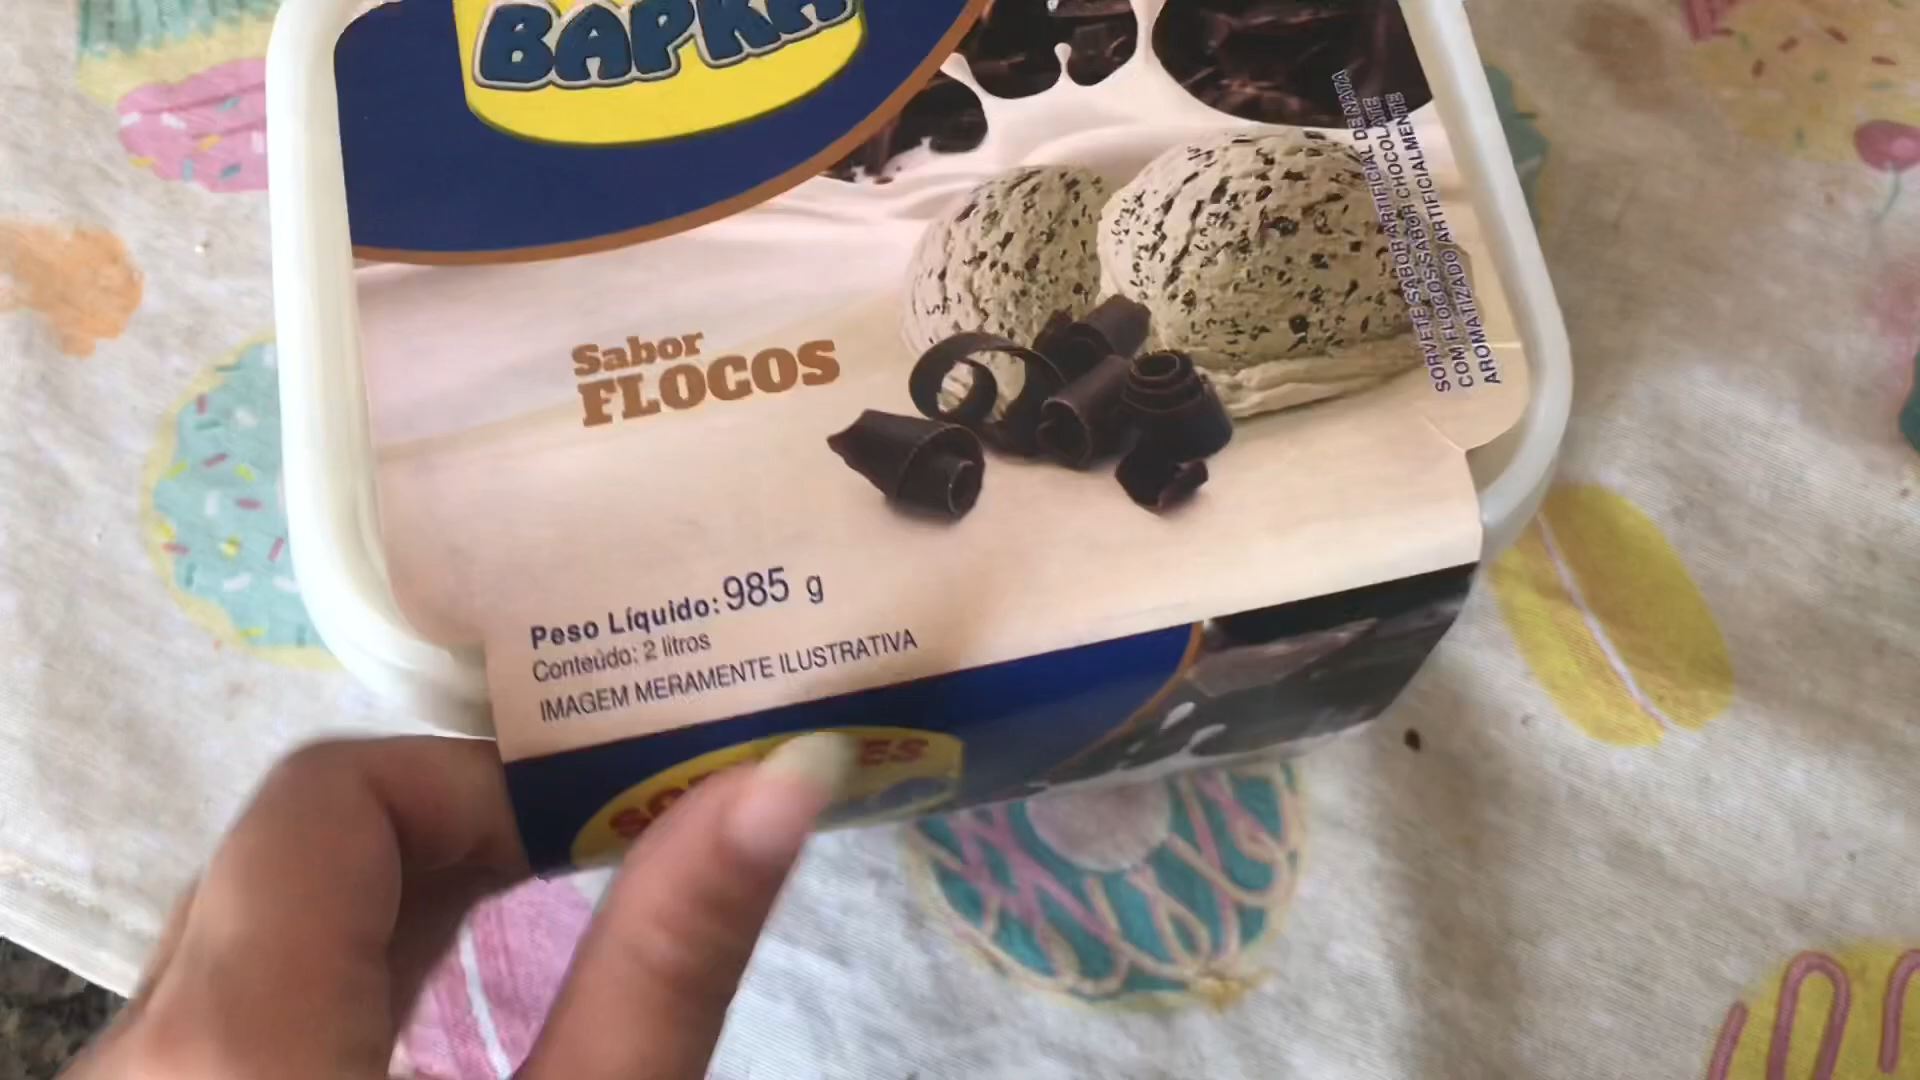 BAPKA
Sabor
FLOCOS
SORVETE SABOR ARTIFICIAL DE NATA
COM FLOCOS SABOR CHOCOLATE
AROMATIZADO ARTIFICIALMENTE
Peso Líquido: 985 g
Conteúdo: 2 litros
IMAGEM MERAMENTE ILUSTRATIVA